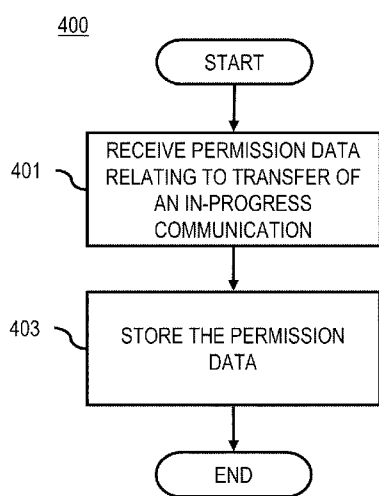 400
START
401
RECEIVE PERMISSION DATA
RELATING TO TRANSFER OF
AN IN-PROGRESS
COMMUNICATION
403
STORE THE PERMISSION
DATA
END